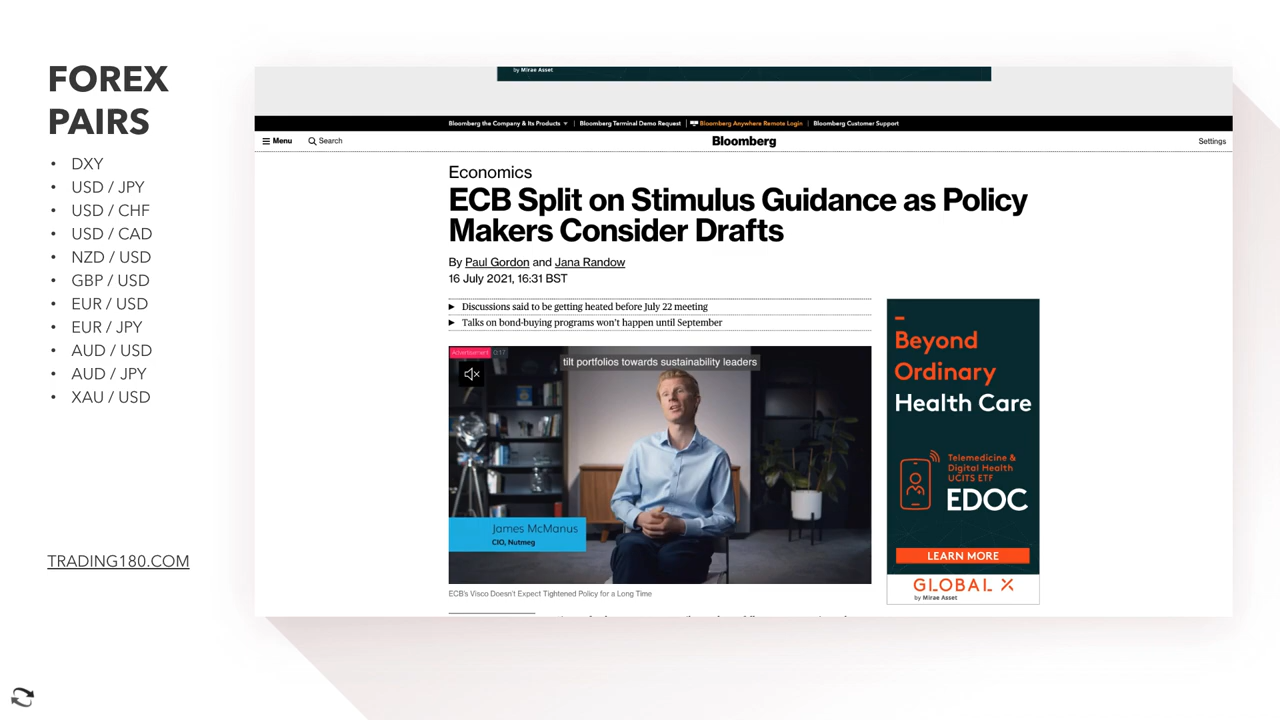 FOREX
PAIRS
• DXY
• USD / JPY
• USD / CHF
• USD / CAD
• NZD / USD
• GBP / USD
• EUR / USD
• EUR / JPY
• AUD / USD
• AUD / JPY
• XAU / USD
TRADING180.COM
by Mirae Asset
Bloomberg the Company & Its Products ▼ | Bloomberg Terminal Demo Request | Bloomberg Anywhere Remote Login | Bloomberg Customer Support
Menu Search Bloomberg Settings
Economics
ECB Split on Stimulus Guidance as Policy
Makers Consider Drafts
By Paul Gordon and Jana Randow
16 July 2021, 16:31 BST
Discussions said to be getting heated before July 22 meeting
Talks on bond-buying programs won't happen until September
Advertisement 0:17
tilt portfolios towards sustainability leaders
James McManus
CIO, Nutmeg
ECB's Visco Doesn't Expect Tightened Policy for a Long Time
Beyond
Ordinary
Health Care
Telemedicine &
Digital Health
UCITS ETF
EDOC
LEARN MORE
GLOBAL X
by Mirae Asset